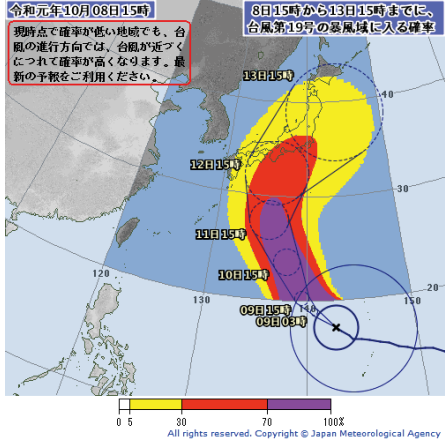 令和元年10月08日15時
8日15時から13日15時までに、
台風第19号の暴風域に入る確率
現時点で確率が低い地域でも、台
風の進行方向では、台風が近づく
につれて確率が高くなります。最
新の予報をご利用ください。
13日15時
40
12日15時
30
11日15時
10日15時
120
20
130
09日15時
140
150
09日03時
0 5 30 70 100%
All rights reserved. Copyright © Japan Meteorological Agency